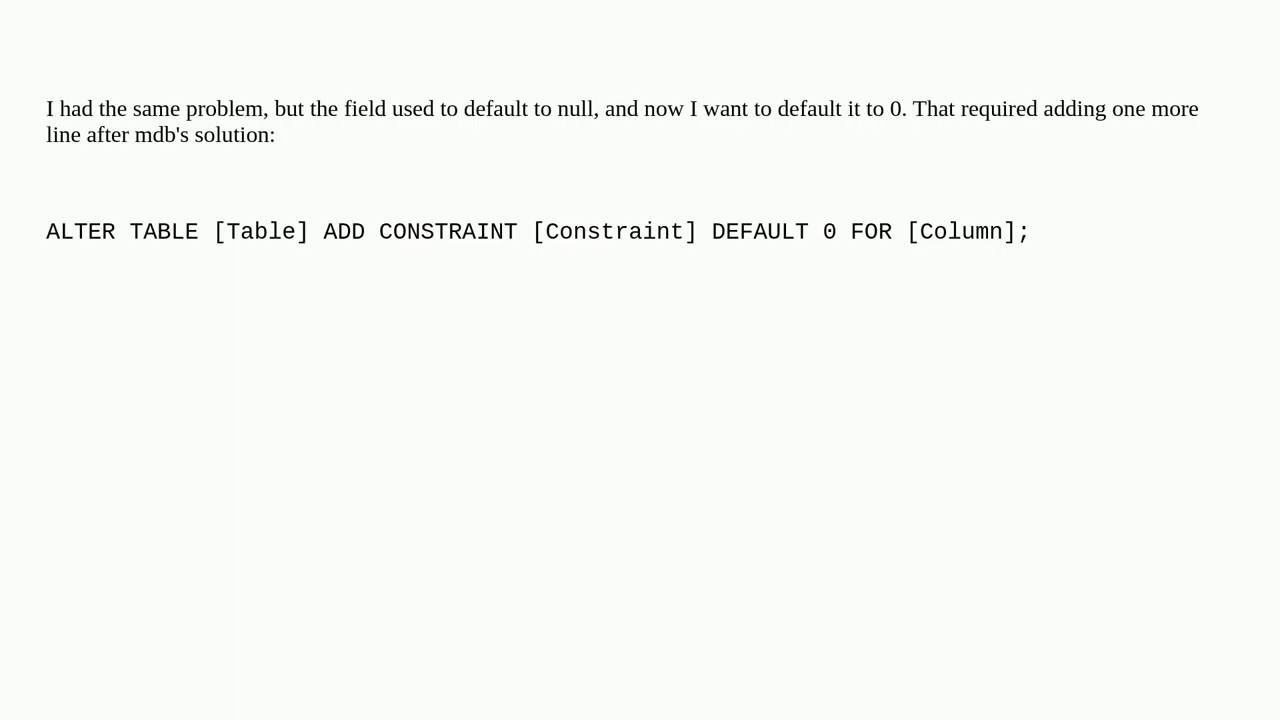 I had the same problem, but the field used to default to null, and now I want to default it to 0. That required adding one more
line after mdb's solution:
ALTER TABLE [Table] ADD CONSTRAINT [Constraint] DEFAULT 0 FOR [Column];